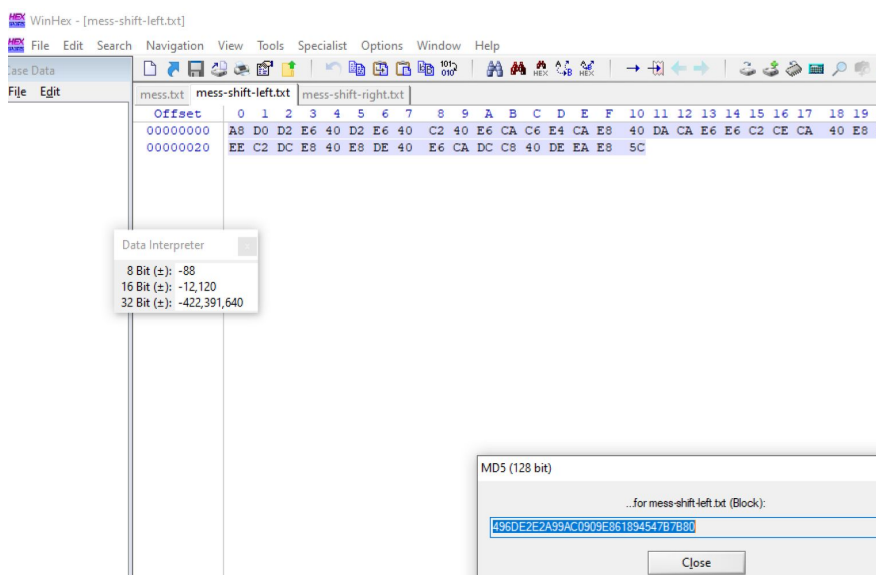 WinHex - [mess-shift-left.txt]
File Edit Search Navigation View Tools Specialist Options Window Help
Case Data
File Edit
mess.txt mess-shift-left.txt mess-shift-right.txt
Offset 0 1 2 3 4 5 6 7 8 9 A B C D E F 10 11 12 13 14 15 16 17 18 19
00000000 A8 D0 D2 E6 40 D2 E6 40 C2 40 E6 CA C6 E4 CA E8 40 DA CA E6 E6 C2 CE CA 40 E8
00000020 EE C2 DC E8 40 E8 DE 40 E6 CA DC C8 40 DE EA E8 5C
Data Interpreter
8 Bit (±): -88
16 Bit (±): -12,120
32 Bit (±): -422,391,640
MD5 (128 bit)
...for mess-shift-left.txt (Block):
496DE2E2A99AC0909E861894547B7B80
Close